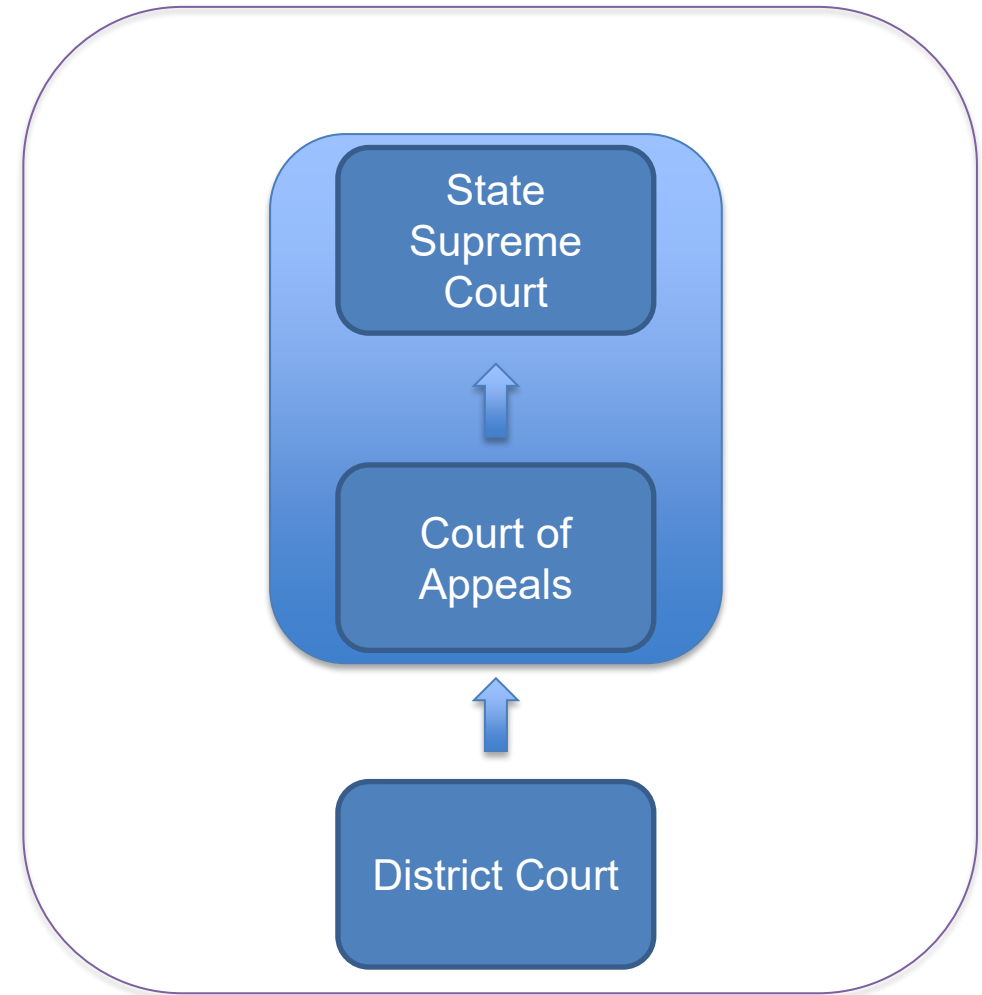 State
Supreme
Court
Court of
Appeals
District Court